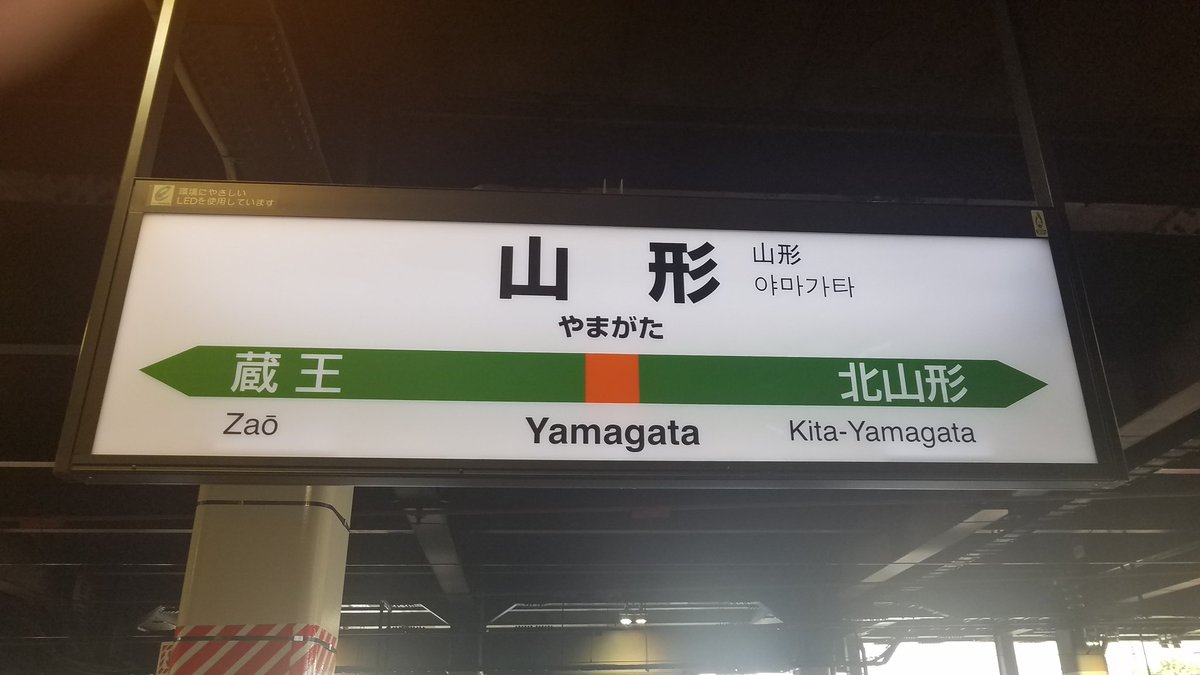 環境にやさしい
LEDを使用しています
山形
山形
야마가타
やまがた
蔵王
北山形
Zaō
Yamagata
Kita-Yamagata